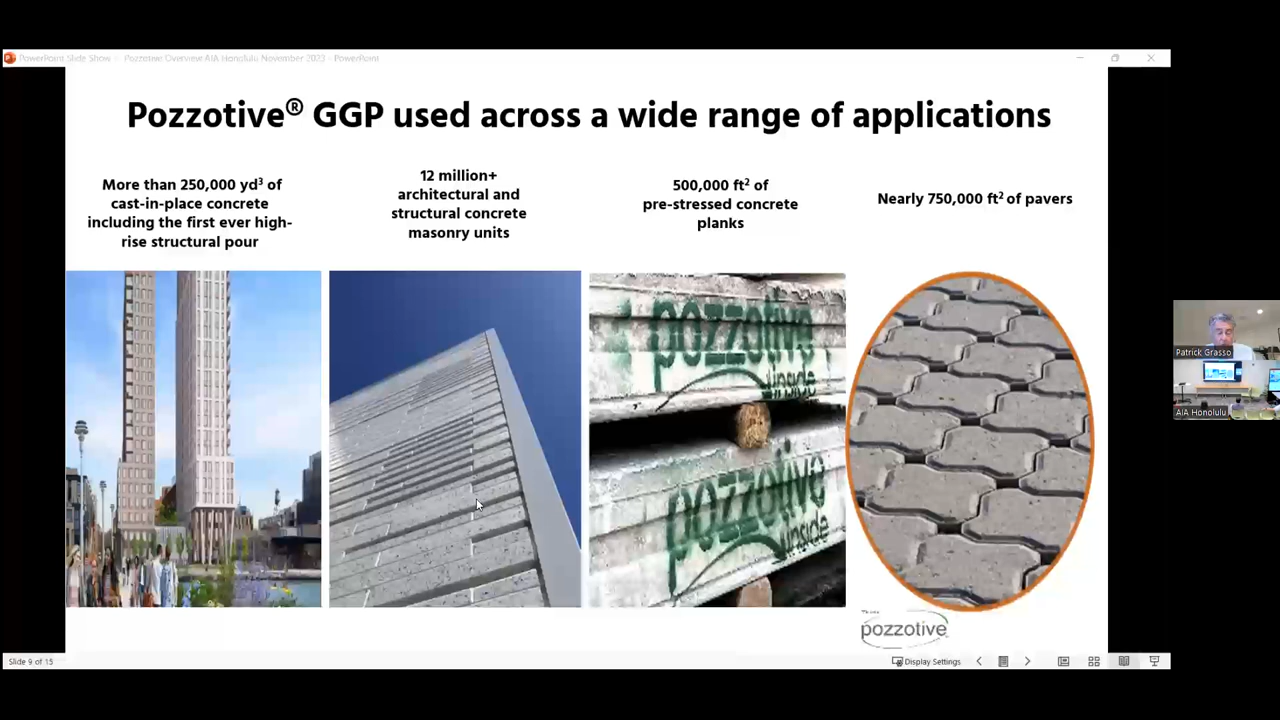 PowerPoint Slide Show - Pozzotive Overview AIA Honolulu November 2023 - PowerPoint
Pozzotive® GGP used across a wide range of applications
More than 250,000 yd³ of
cast-in-place concrete
including the first ever high-
rise structural pour
12 million+
architectural and
structural concrete
masonry units
500,000 ft² of
pre-stressed concrete
planks
Nearly 750,000 ft² of pavers
pozzotive
inside
pozzotive
inside
pozzotive
Patrick Grasso
AIA Honolulu
Slide 9 of 15
Display Settings